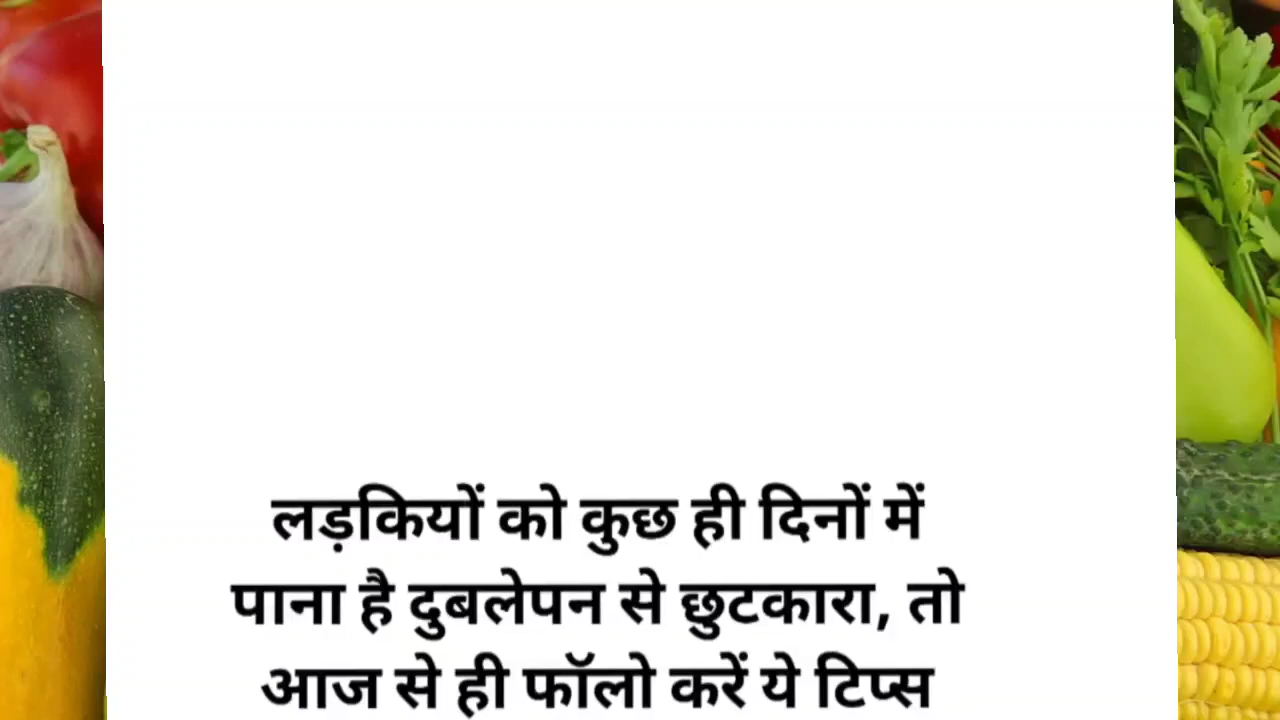 लड़कियों को कुछ ही दिनों में
पाना है दुबलेपन से छुटकारा, तो
आज से ही फॉलो करें ये टिप्स